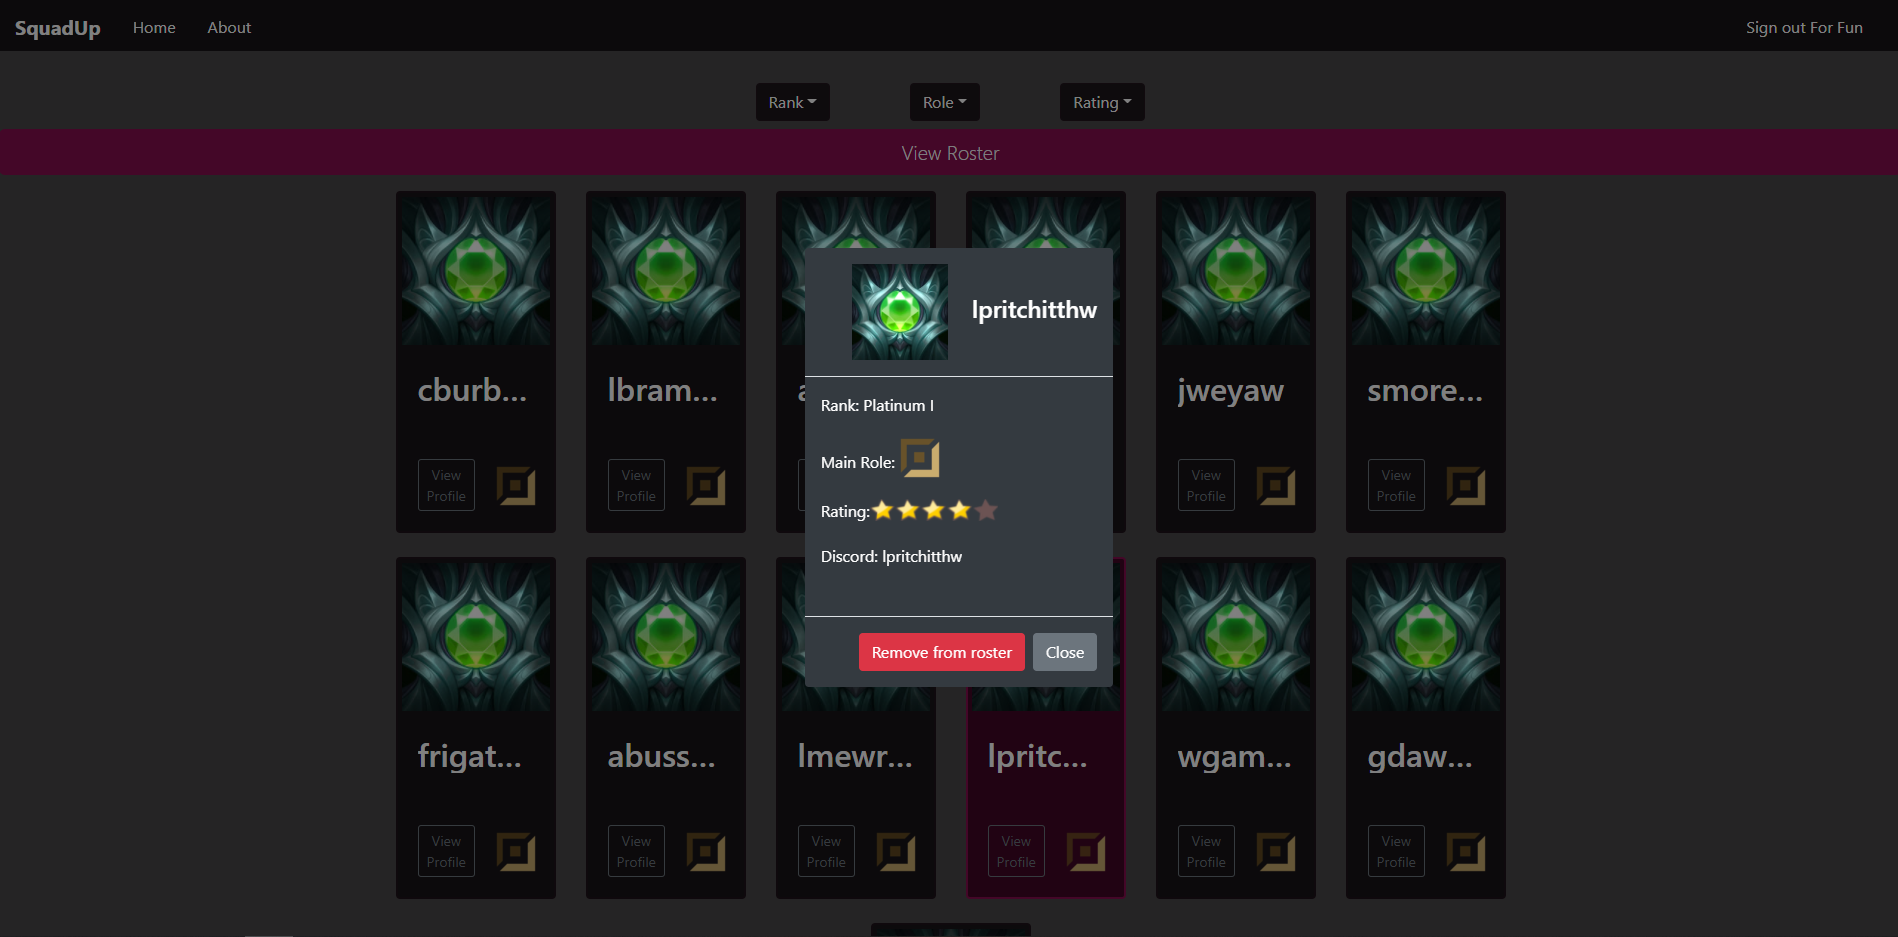 SquadUp Home About Sign out For Fun
Rank Role Rating
View Roster
lpritchitthw
Rank: Platinum I
Main Role:
Rating:
Discord: lpritchitthw
Remove from roster Close
cburb... lbram... jweyaw smore...
View View View View
Profile Profile Profile Profile
frigat... abuss... lmewr... lpritc... wgam... gdaw...
View View View View View View
Profile Profile Profile Profile Profile Profile